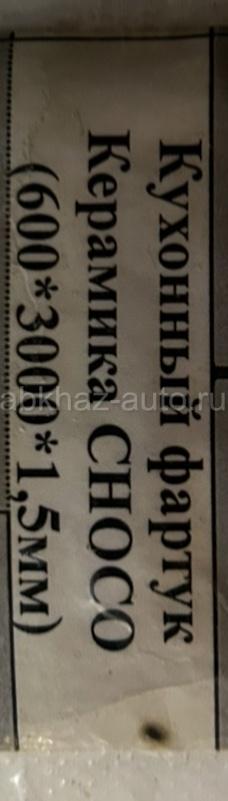 Кухонный фартук
Керамика CHOCO
(600*3000*1,5мм)
abkhaz-auto.ru